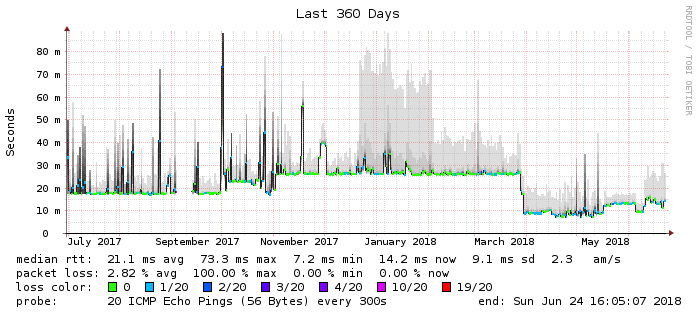 Last 360 Days
RRDTOOL / TOBI OETIKER
Seconds
80 m
70 m
60 m
50 m
40 m
30 m
20 m
10 m
0
July 2017 September 2017 November 2017 January 2018 March 2018 May 2018
median rtt: 21.1 ms avg 73.3 ms max 7.2 ms min 14.2 ms now 9.1 ms sd 2.3 am/s
packet loss: 2.82 % avg 100.00 % max 0.00 % min 0.00 % now
loss color: 0 1/20 2/20 3/20 4/20 10/20 19/20
probe: 20 ICMP Echo Pings (56 Bytes) every 300s end: Sun Jun 24 16:05:07 2018